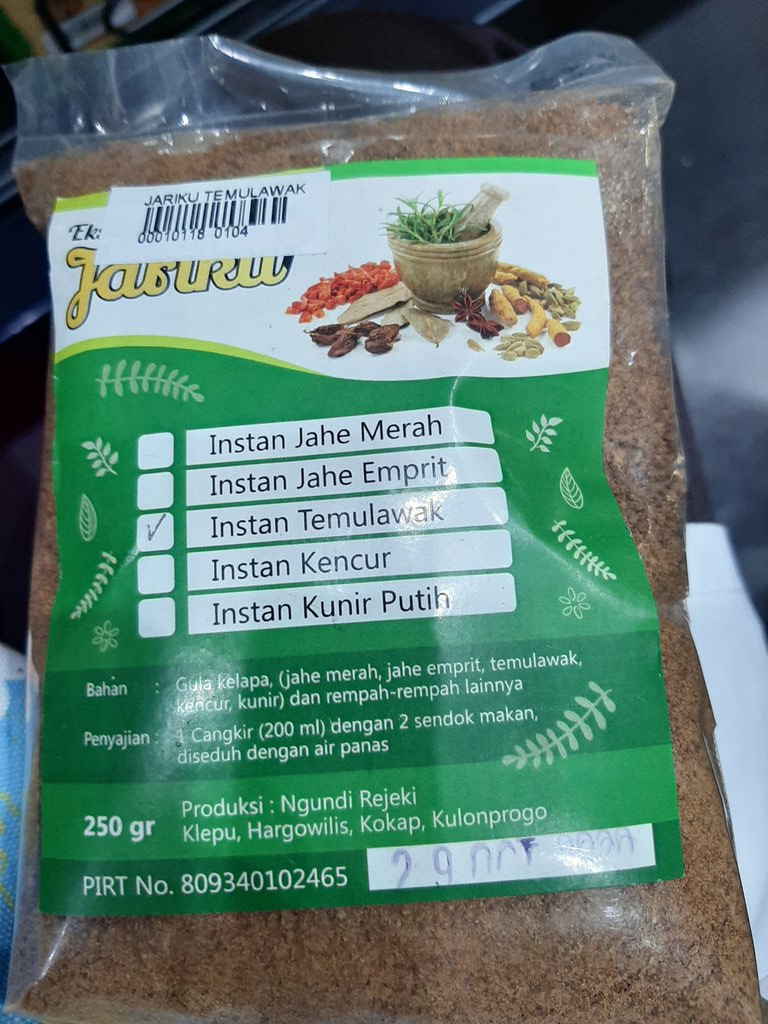 JARIKU TEMULAWAK
00010118 0104
Jariku
Instan Jahe Merah
Instan Jahe Emprit
✓ Instan Temulawak
Instan Kencur
Instan Kunir Putih
Bahan : Gula kelapa, (jahe merah, jahe emprit, temulawak,
kencur, kunir) dan rempah-rempah lainnya
Penyajian : 1 Cangkir (200 ml) dengan 2 sendok makan,
diseduh dengan air panas
250 gr
Produksi : Ngundi Rejeki
Klepu, Hargowilis, Kokap, Kulonprogo
PIRT No. 809340102465
29